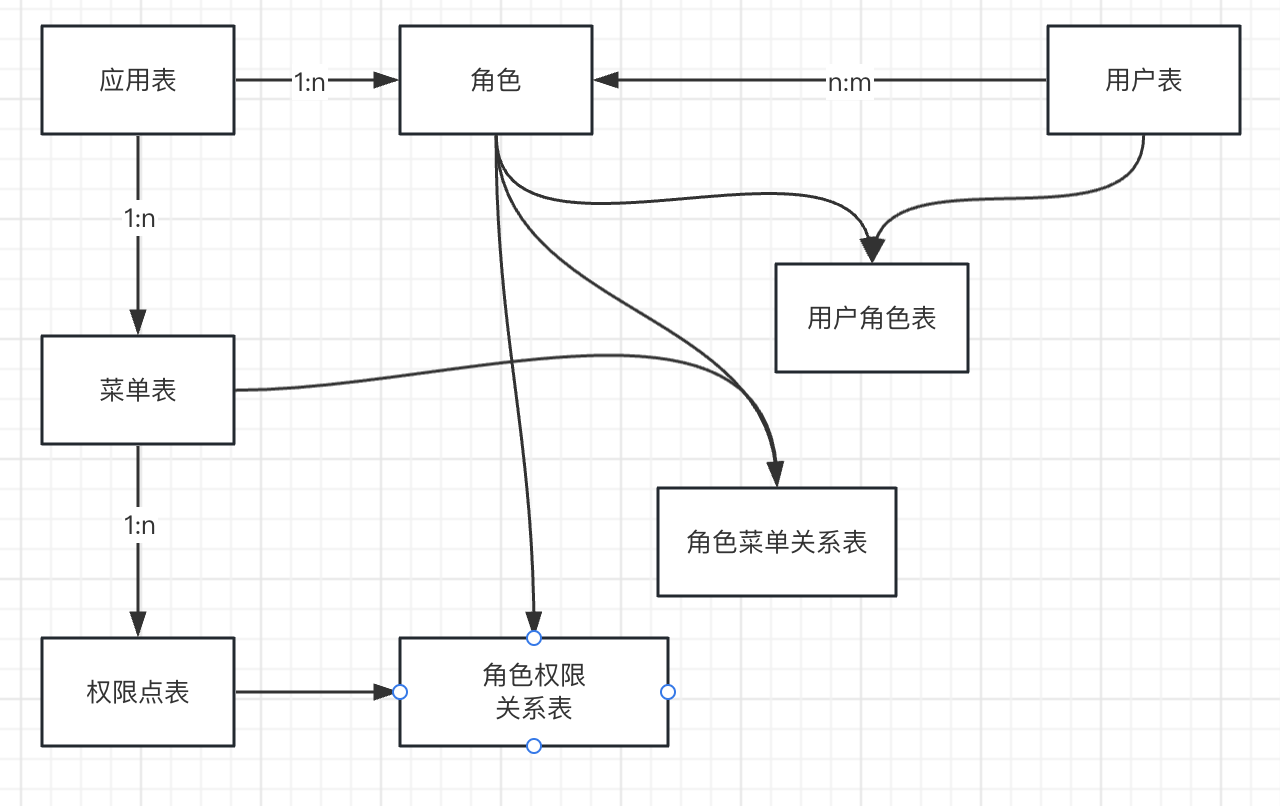 应用表
1:n
角色
n:m
用户表
1:n
用户角色表
菜单表
1:n
角色菜单关系表
权限点表
角色权限
关系表